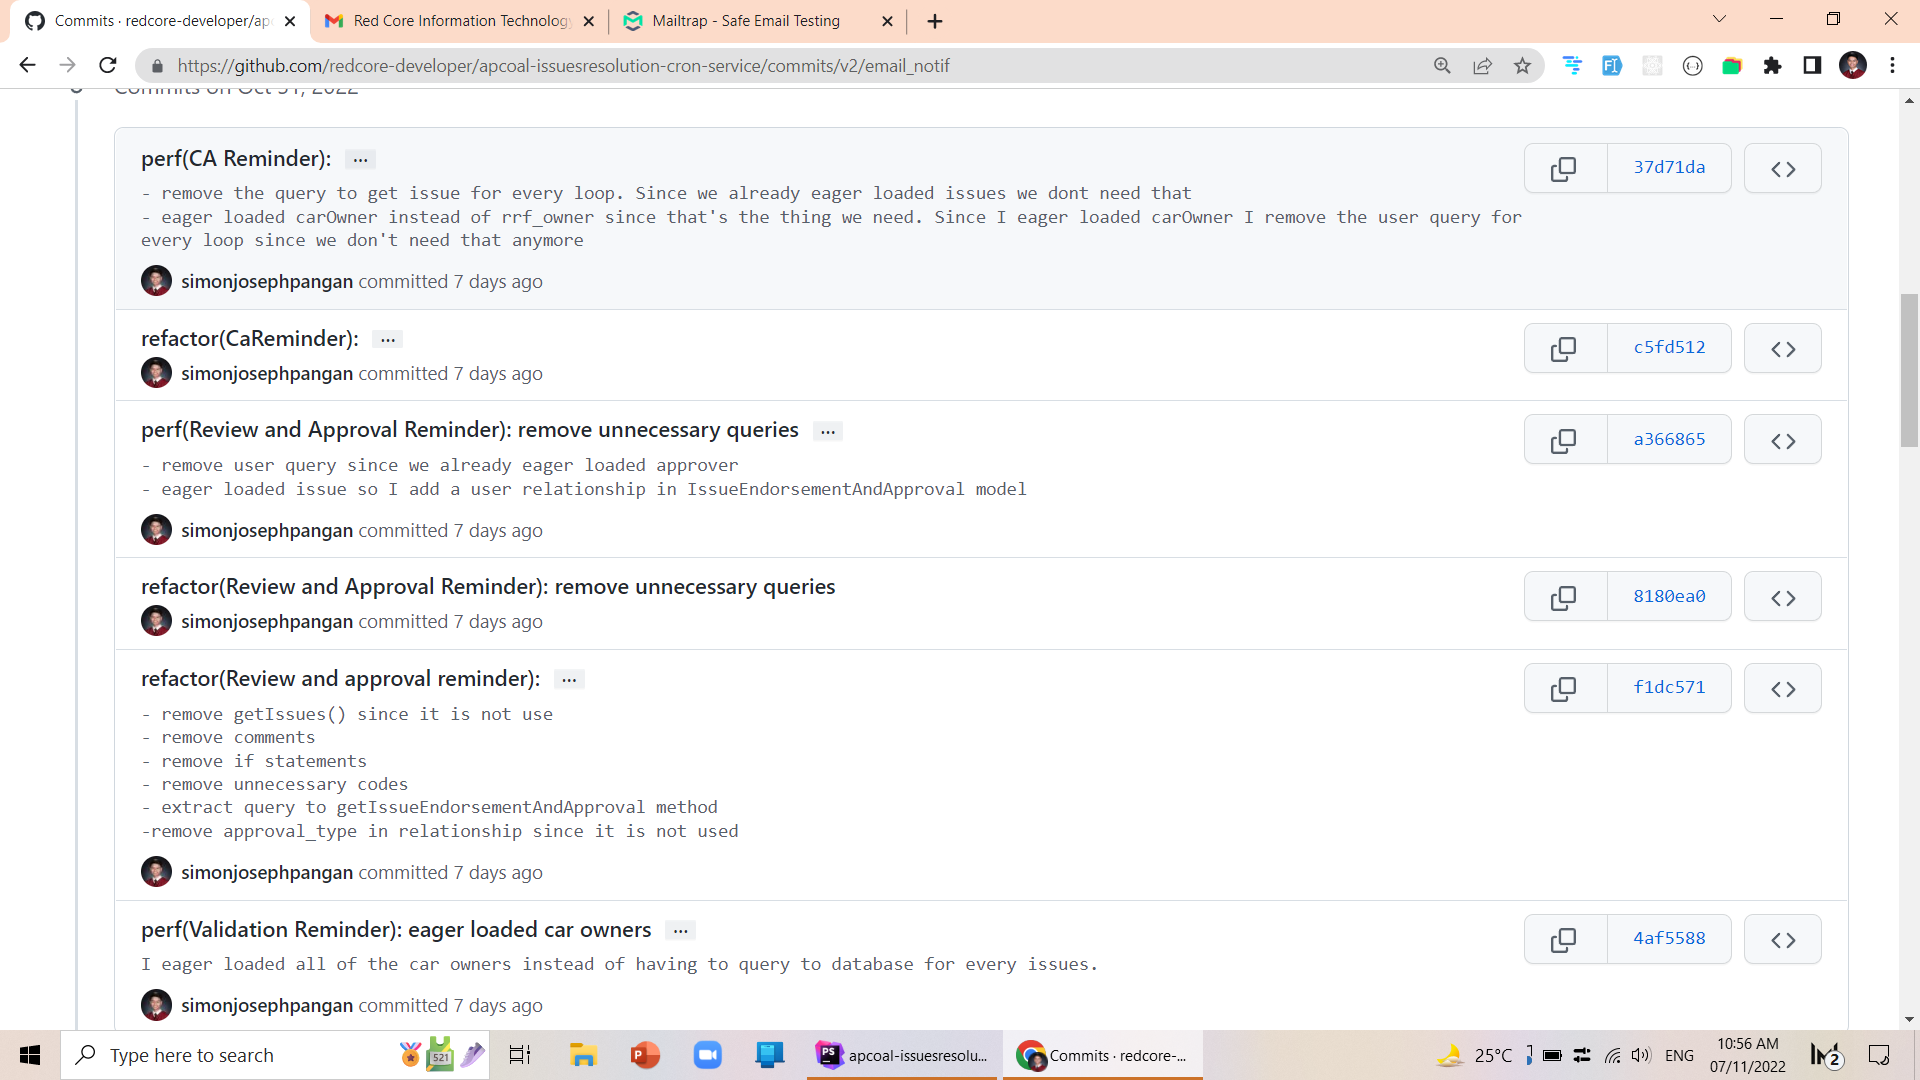 Commits · redcore-developer/ap
Red Core Information Technology
Mailtrap - Safe Email Testing
https://github.com/redcore-developer/apcoal-issuesresolution-cron-service/commits/v2/email_notif
Commits on Oct 31, 2022
perf(CA Reminder): ...
37d71da
- remove the query to get issue for every loop. Since we already eager loaded issues we dont need that
- eager loaded carOwner instead of rrf_owner since that's the thing we need. Since I eager loaded carOwner I remove the user query for
every loop since we don't need that anymore
simonjosephpangan committed 7 days ago
refactor(CaReminder): ...
c5fd512
simonjosephpangan committed 7 days ago
perf(Review and Approval Reminder): remove unnecessary queries ...
a366865
- remove user query since we already eager loaded approver
- eager loaded issue so I add a user relationship in IssueEndorsementAndApproval model
simonjosephpangan committed 7 days ago
refactor(Review and Approval Reminder): remove unnecessary queries
8180ea0
simonjosephpangan committed 7 days ago
refactor(Review and approval reminder): ...
f1dc571
- remove getIssues() since it is not use
- remove comments
- remove if statements
- remove unnecessary codes
- extract query to getIssueEndorsementAndApproval method
-remove approval_type in relationship since it is not used
simonjosephpangan committed 7 days ago
perf(Validation Reminder): eager loaded car owners ...
4af5588
I eager loaded all of the car owners instead of having to query to database for every issues.
simonjosephpangan committed 7 days ago
Type here to search
521
PS
apcoal-issuesresolu...
Commits · redcore-...
25°C
ENG
10:56 AM
07/11/2022
2